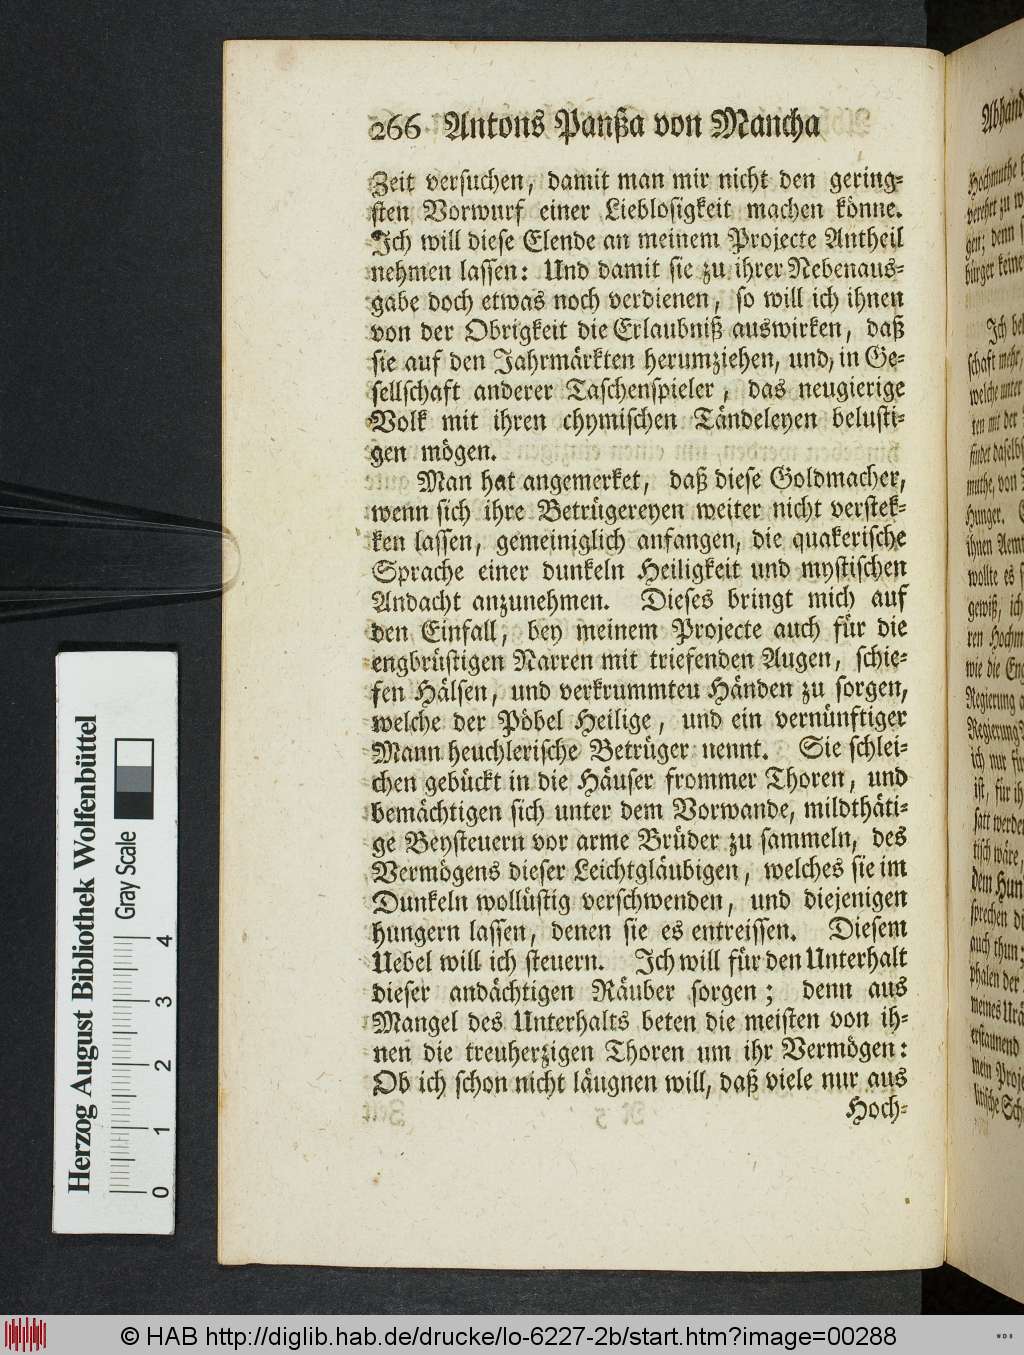 266 Antons Panßa von Mancha
Zeit versuchen, damit man mir nicht den gering-
sten Vorwurf einer Lieblosigkeit machen könne.
Ich will diese Elende an meinem Projecte Antheil
nehmen lassen: Und damit sie zu ihrer Nebenaus-
gabe doch etwas noch verdienen, so will ich ihnen
von der Obrigkeit die Erlaubniß auswirken, daß
sie auf den Jahrmärkten herumziehen, und, in Ge-
sellschaft anderer Taschenspieler, das neugierige
Volk mit ihren chymischen Tändeleyen belusti-
gen mögen.
Man hat angemerket, daß diese Goldmacher,
wenn sich ihre Betrügereyen weiter nicht verstek-
ken lassen, gemeiniglich anfangen, die quakerische
Sprache einer dunkeln Heiligkeit und mystischen
Andacht anzunehmen. Dieses bringt mich auf
den Einfall, bey meinem Projecte auch für die
engbrüstigen Narren mit triefenden Augen, schie-
fen Hälsen, und verkrummteu Händen zu sorgen,
welche der Pöbel Heilige, und ein vernünftiger
Mann heuchlerische Betrüger nennt. Sie schlei-
chen gebückt in die Häuser frommer Thoren, und
bemächtigen sich unter dem Vorwande, mildthäti-
ge Beysteuern vor arme Brüder zu sammeln, des
Vermögens dieser Leichtgläubigen, welches sie im
Dunkeln wollüstig verschwenden, und diejenigen
hungern lassen, denen sie es entreissen. Diesem
Uebel will ich steuern. Ich will für den Unterhalt
dieser andächtigen Räuber sorgen; denn aus
Mangel des Unterhalts beten die meisten von ih-
nen die treuherzigen Thoren um ihr Vermögen:
Ob ich schon nicht läugnen will, daß viele nur aus
Hoch-
Herzog August Bibliothek Wolfenbüttel
Gray Scale
0 1 2 3 4
© HAB http://diglib.hab.de/drucke/lo-6227-2b/start.htm?image=00288